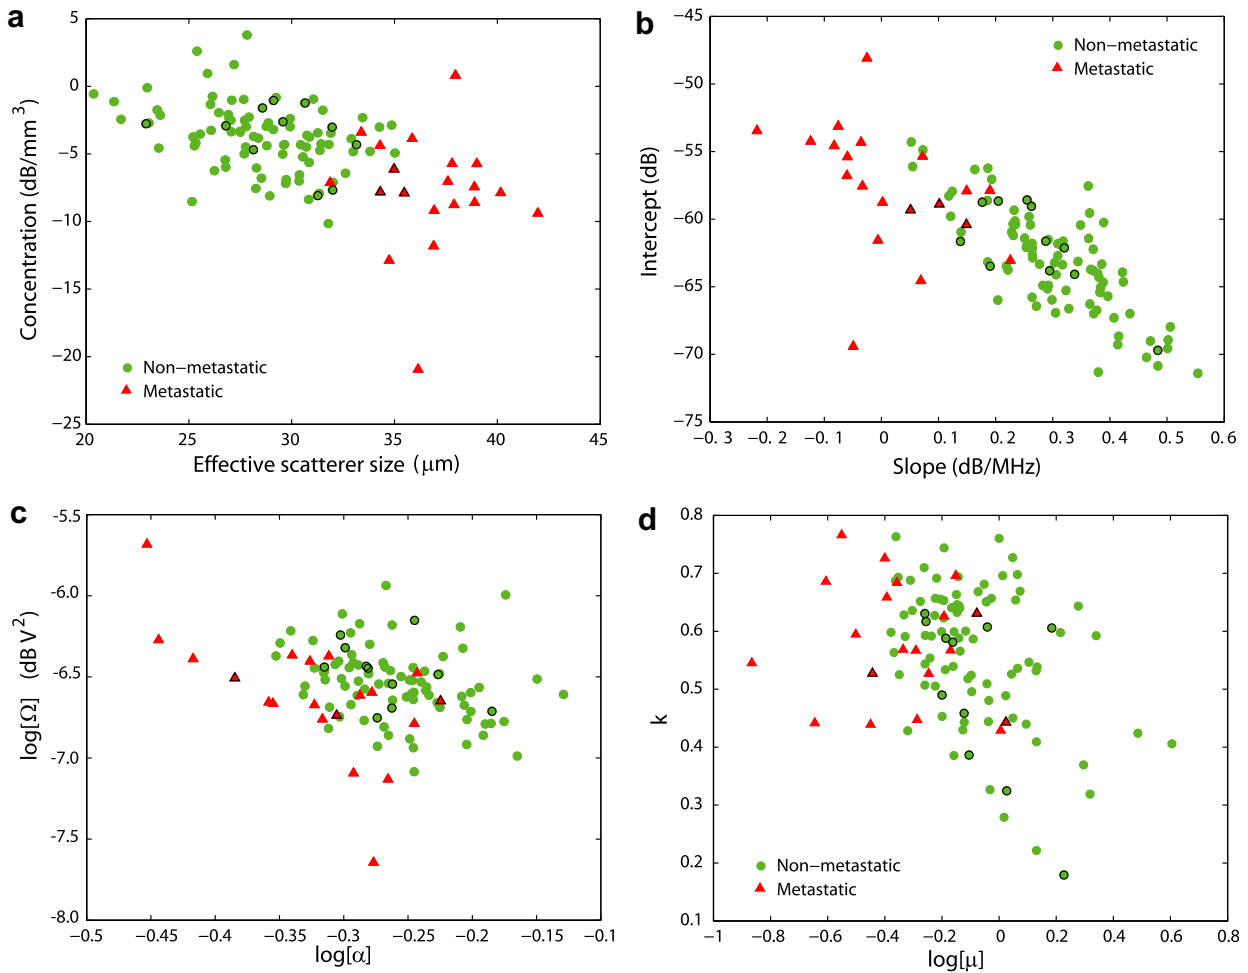 a
5
0
−5
−10
−15
−20
−25
Concentration (dB/mm 3)
Non−metastatic
Metastatic
20 25 30 35 40 45
Effective scatterer size (μm)
b
−45
−50
−55
−60
−65
−70
−75
Intercept (dB)
Non−metastatic
Metastatic
−0. 3 −0. 2 −0. 1 0 0.1 0.2 0.3 0.4 0.5 0.6
Slope (dB/MHz)
c
-5.5
-6.0
-6.5
-7.0
-7.5
-8.0
log[Ω] (dB V2)
−0.5 −0.45 −0.4 −0.35 −0.3 −0.25 −0.2 −0.15 −0.1
log[α]
d
0.8
0.7
0.6
0.5
0.4
0.3
0.2
0.1
k
Non−metastatic
Metastatic
−1 −0.8 −0.6 −0.4 −0.2 0 0.2 0.4 0.6 0.8
log[μ]